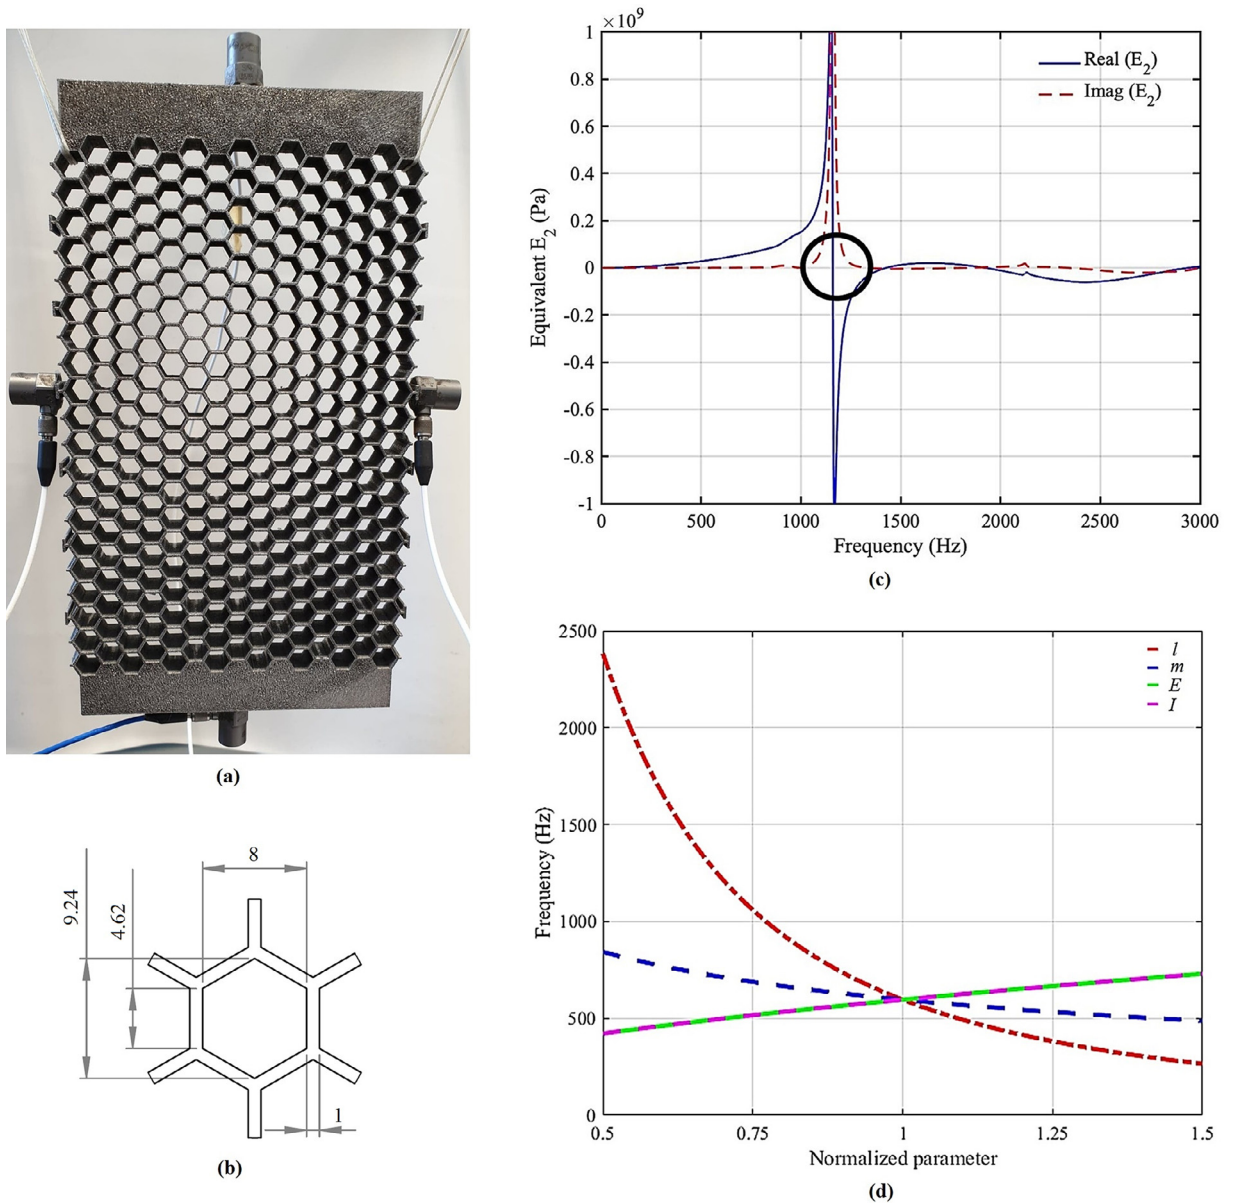 (a)
9.24
4.62
8
1
(b)
×10⁹
1
0.8
0.6
0.4
0.2
0
-0.2
-0.4
-0.6
-0.8
-1
Equivalent E₂ (Pa)
Real (E₂)
Imag (E₂)
0 500 1000 1500 2000 2500 3000
Frequency (Hz)
(c)
2500
2000
1500
1000
500
0
Frequency (Hz)
l
m
E
I
0.5 0.75 1 1.25 1.5
Normalized parameter
(d)